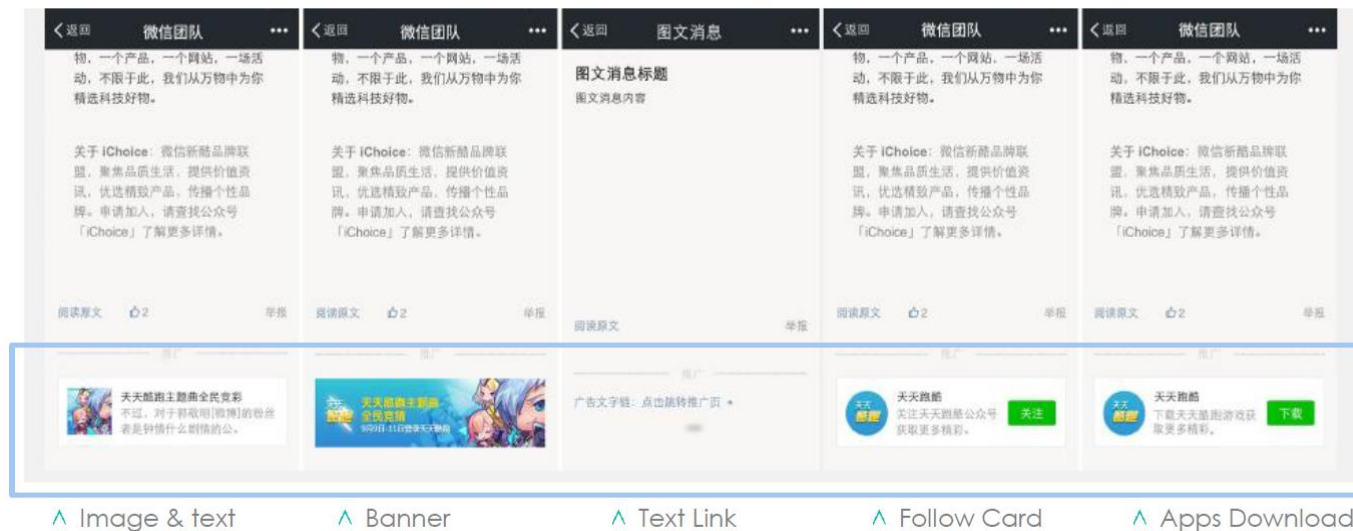 返回 微信团队 •••
物，一个产品，一个网站，一场活
动，不限于此，我们从万物中为你
精选科技好物。
关于 iChoice：微信新酷品牌联
盟，聚焦品质生活，提供价值资
讯，优选精致产品，传播个性品
牌。申请加入，请查找公众号
「iChoice」了解更多详情。
阅读原文 2 举报
推广
天天酷跑主题曲全民竞彩
不过，对于郭敬明[微博]的粉丝
者是钟情什么剧情的公。
∧ Image & text
返回 微信团队 •••
物，一个产品，一个网站，一场活
动，不限于此，我们从万物中为你
精选科技好物。
关于 iChoice：微信新酷品牌联
盟，聚焦品质生活，提供价值资
讯，优选精致产品，传播个性品
牌。申请加入，请查找公众号
「iChoice」了解更多详情。
阅读原文 2 举报
推广
天天酷跑主题曲
全民竞猜
∧ Banner
返回 图文消息 •••
图文消息标题
图文消息内容
阅读原文 举报
推广
广告文字链：点击跳转推广页
∧ Text Link
返回 微信团队 •••
物，一个产品，一个网站，一场活
动，不限于此，我们从万物中为你
精选科技好物。
关于 iChoice：微信新酷品牌联
盟，聚焦品质生活，提供价值资
讯，优选精致产品，传播个性品
牌。申请加入，请查找公众号
「iChoice」了解更多详情。
阅读原文 2 举报
推广
天天跑酷
关注天天跑酷公众号
获取更多精彩。
关注
∧ Follow Card
返回 微信团队 •••
物，一个产品，一个网站，一场活
动，不限于此，我们从万物中为你
精选科技好物。
关于 iChoice：微信新酷品牌联
盟，聚焦品质生活，提供价值资
讯，优选精致产品，传播个性品
牌。申请加入，请查找公众号
「iChoice」了解更多详情。
阅读原文 2 举报
推广
天天跑酷
下载天天酷跑游戏获
取更多精彩。
下载
∧ Apps Download